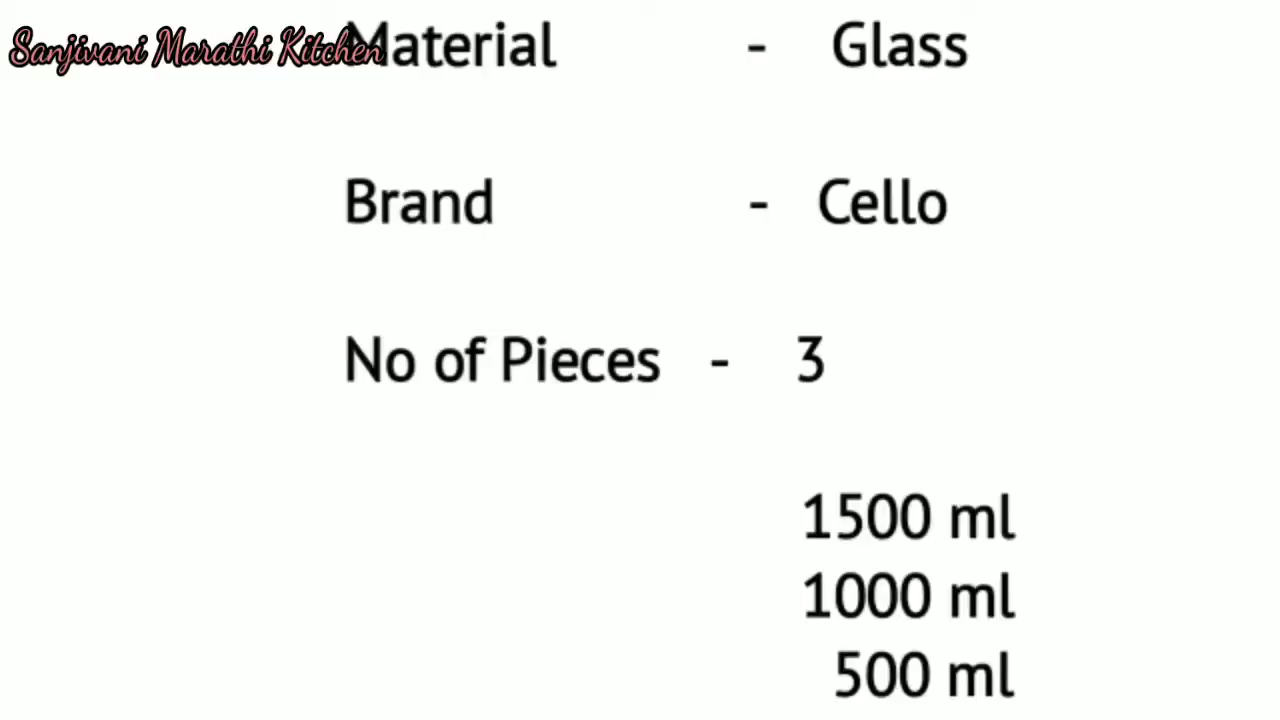 Sanjivani Marathi Kitchen
Material - Glass
Brand - Cello
No of Pieces - 3
1500 ml
1000 ml
500 ml